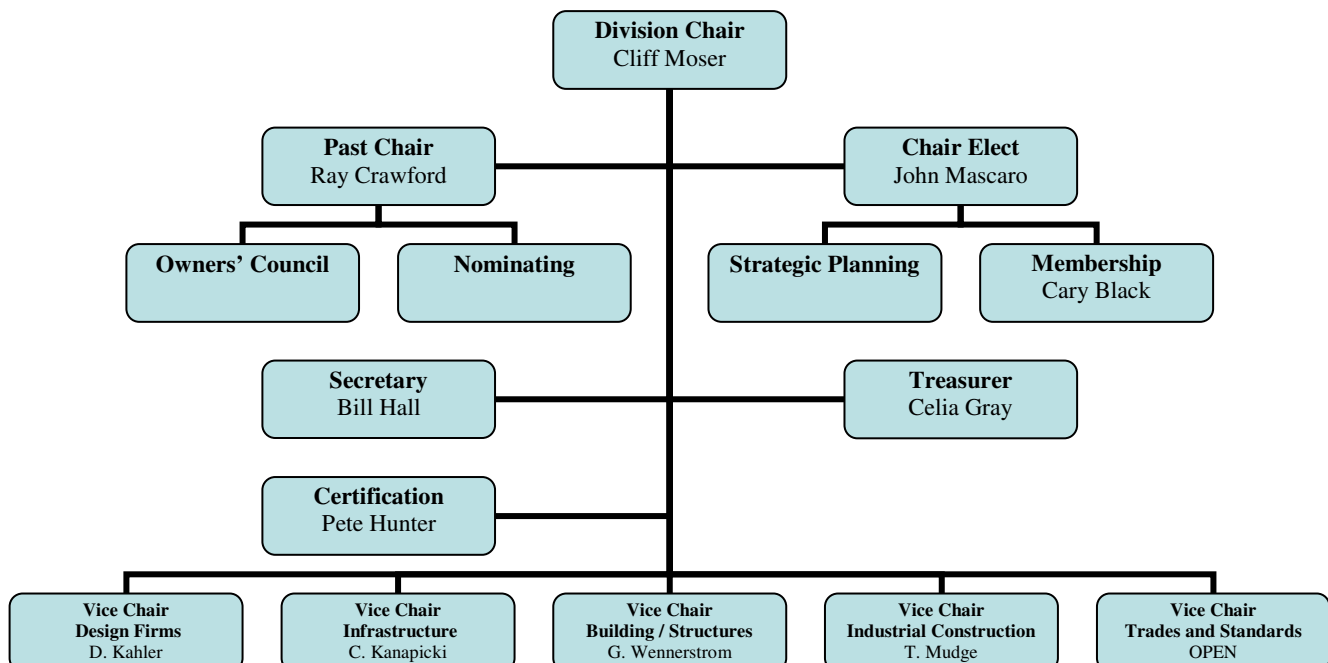 Division Chair
Cliff Moser
Past Chair
Ray Crawford
Chair Elect
John Mascaro
Owners’ Council
Nominating
Strategic Planning
Membership
Cary Black
Secretary
Bill Hall
Treasurer
Celia Gray
Certification
Pete Hunter
Vice Chair
Design Firms
D. Kahler
Vice Chair
Infrastructure
C. Kanapicki
Vice Chair
Building / Structures
G. Wennerstrom
Vice Chair
Industrial Construction
T. Mudge
Vice Chair
Trades and Standards
OPEN